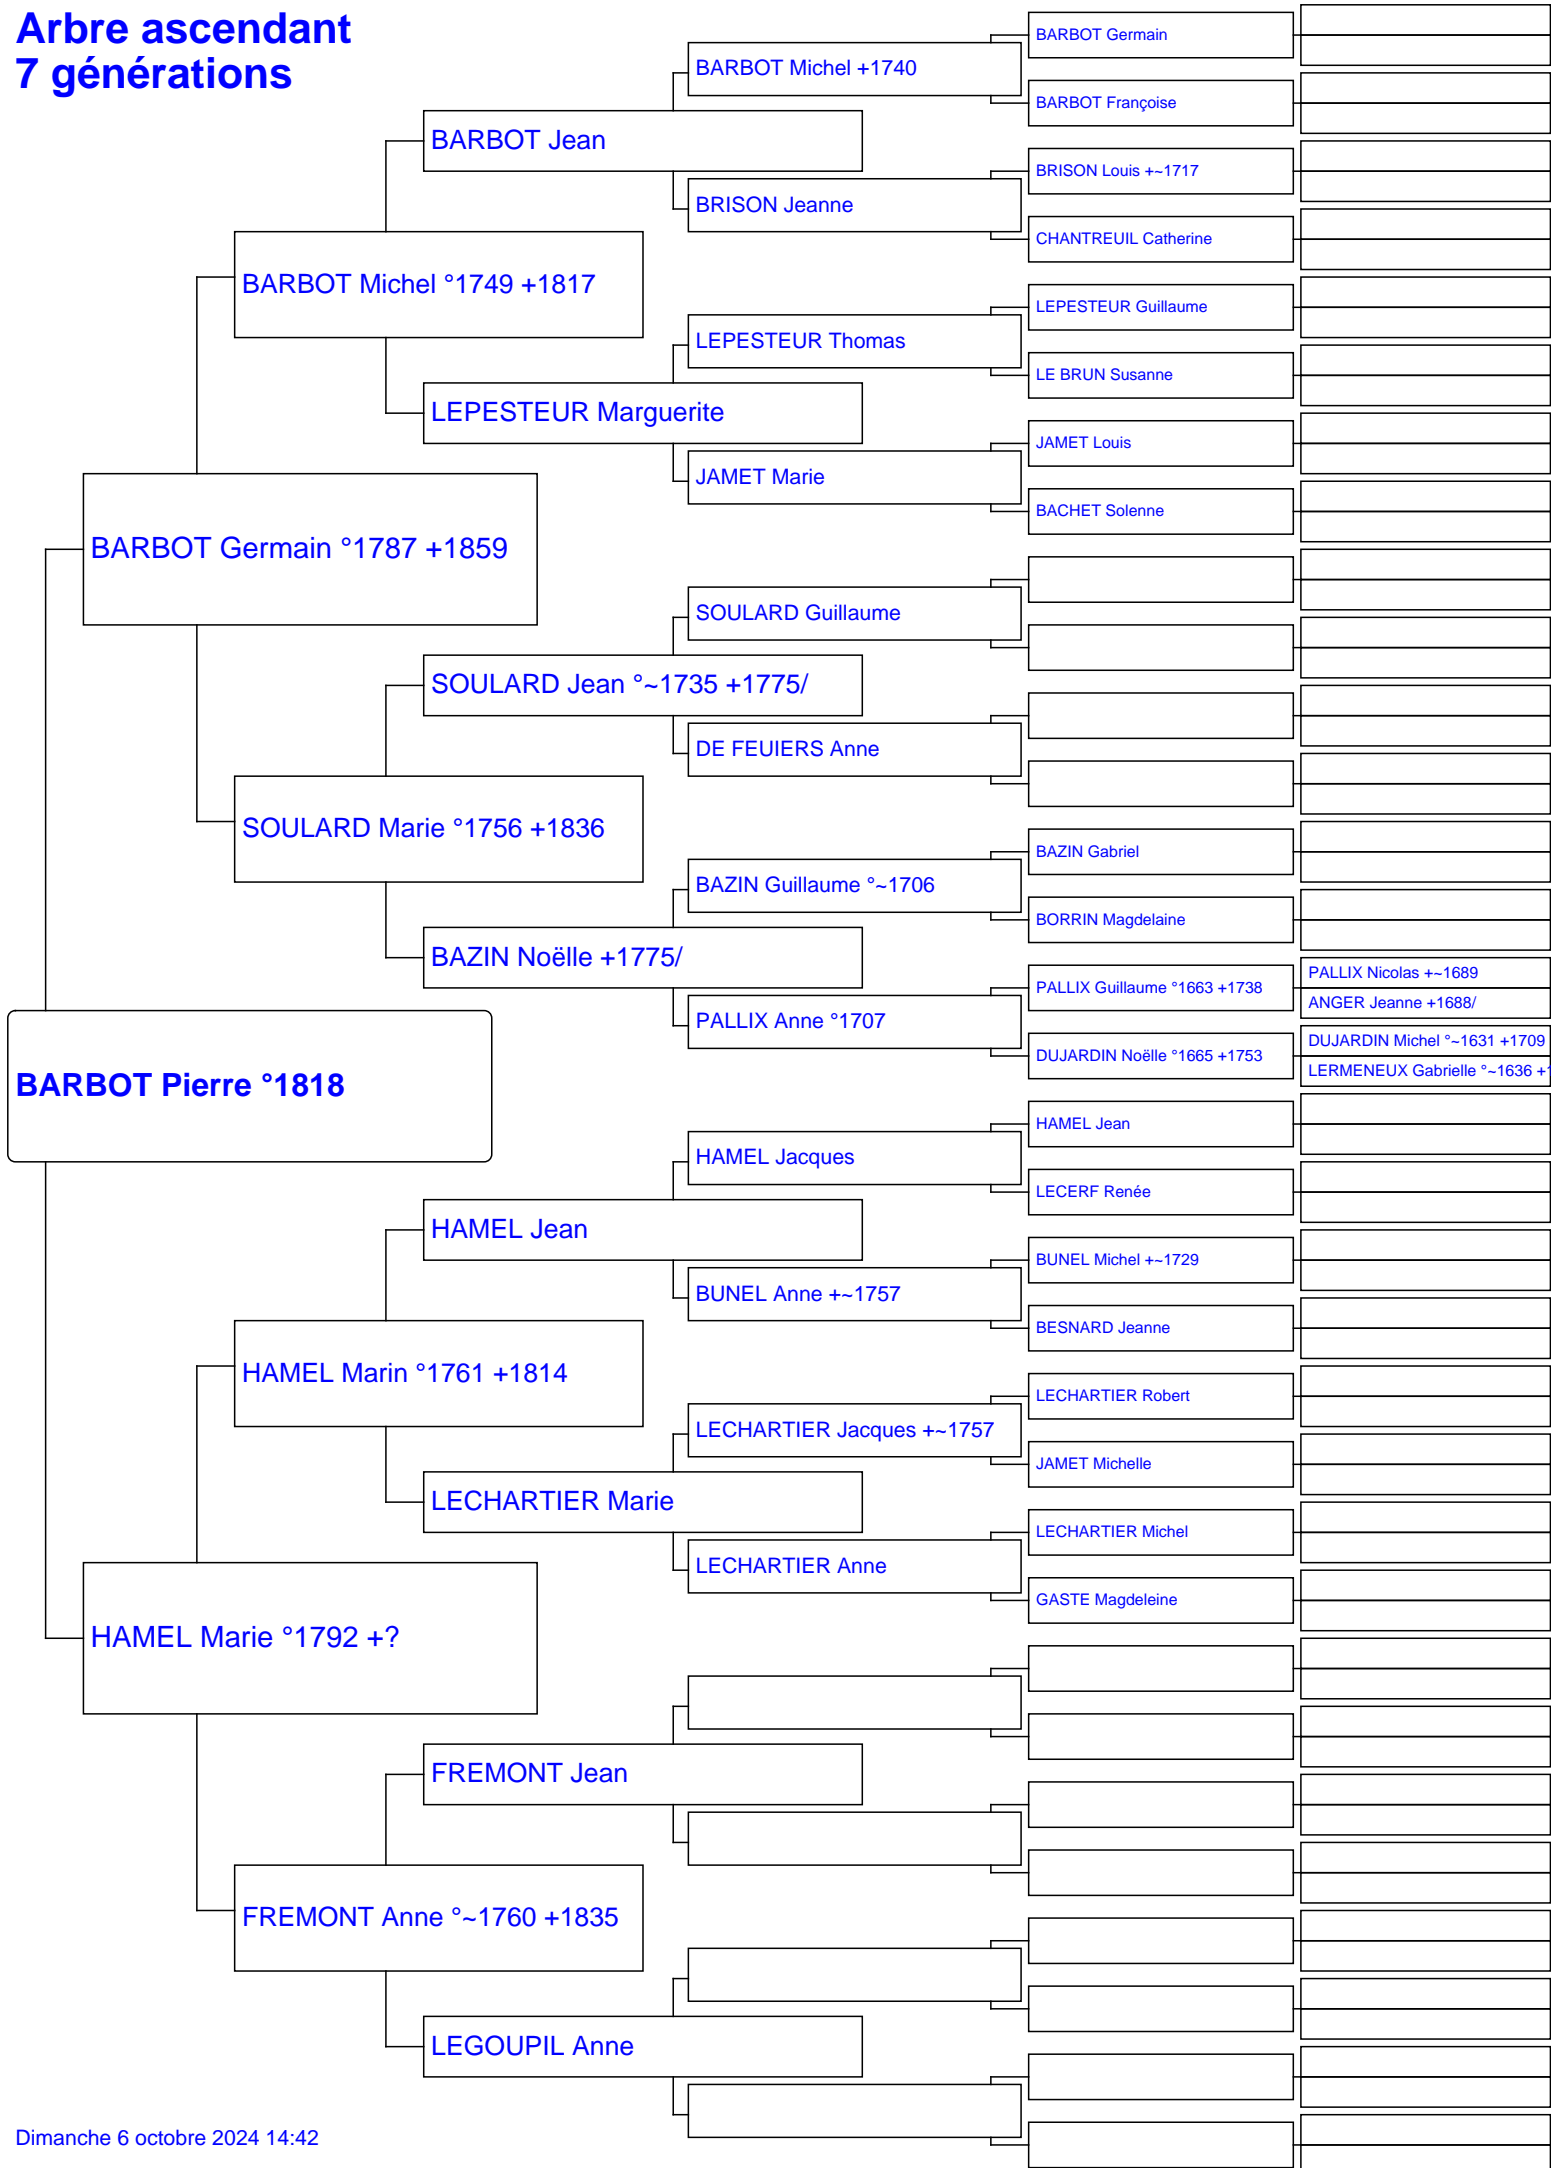 Arbre ascendant
7 générations
BARBOT Germain
BARBOT Michel +1740
BARBOT Françoise
BARBOT Jean
BRISON Louis +~1717
BRISON Jeanne
CHANTREUIL Catherine
BARBOT Michel °1749 +1817
LEPESTEUR Guillaume
LEPESTEUR Thomas
LE BRUN Susanne
LEPESTEUR Marguerite
JAMET Louis
JAMET Marie
BACHET Solenne
BARBOT Germain °1787 +1859
SOULARD Guillaume
SOULARD Jean °~1735 +1775/
DE FEUIERS Anne
SOULARD Marie °1756 +1836
BAZIN Gabriel
BAZIN Guillaume °~1706
BORRIN Magdelaine
BAZIN Noëlle +1775/
PALLIX Nicolas +~1689
PALLIX Guillaume °1663 +1738
ANGER Jeanne +1688/
PALLIX Anne °1707
DUJARDIN Michel °~1631 +1709
DUJARDIN Noëlle °1665 +1753
LERMENEUX Gabrielle °~1636 +1
BARBOT Pierre °1818
HAMEL Jean
HAMEL Jacques
LECERF Renée
HAMEL Jean
BUNEL Michel +~1729
BUNEL Anne +~1757
BESNARD Jeanne
HAMEL Marin °1761 +1814
LECHARTIER Robert
LECHARTIER Jacques +~1757
JAMET Michelle
LECHARTIER Marie
LECHARTIER Michel
LECHARTIER Anne
GASTE Magdeleine
HAMEL Marie °1792 +?
FREMONT Jean
FREMONT Anne °~1760 +1835
LEGOUPIL Anne
Dimanche 6 octobre 2024 14:42